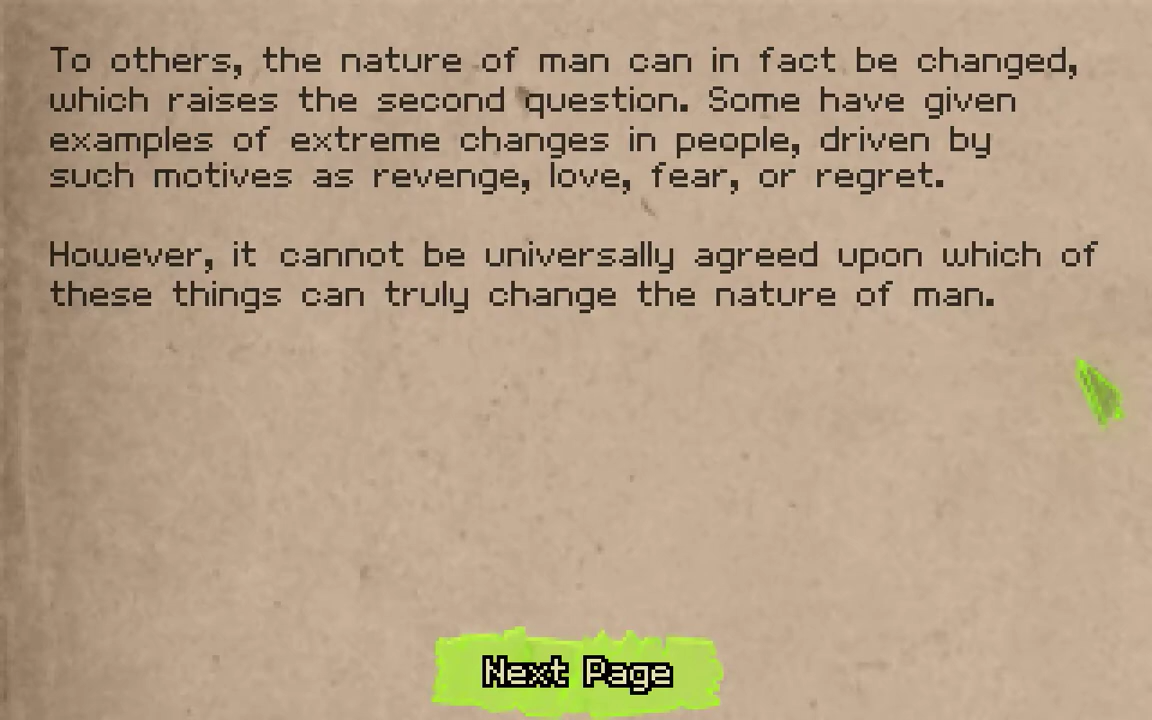 To others, the nature of man can in fact be changed,
which raises the second question. Some have given
examples of extreme changes in people, driven by
such motives as revenge, love, fear, or regret.
However, it cannot be universally agreed upon which of
these things can truly change the nature of man.
Next Page